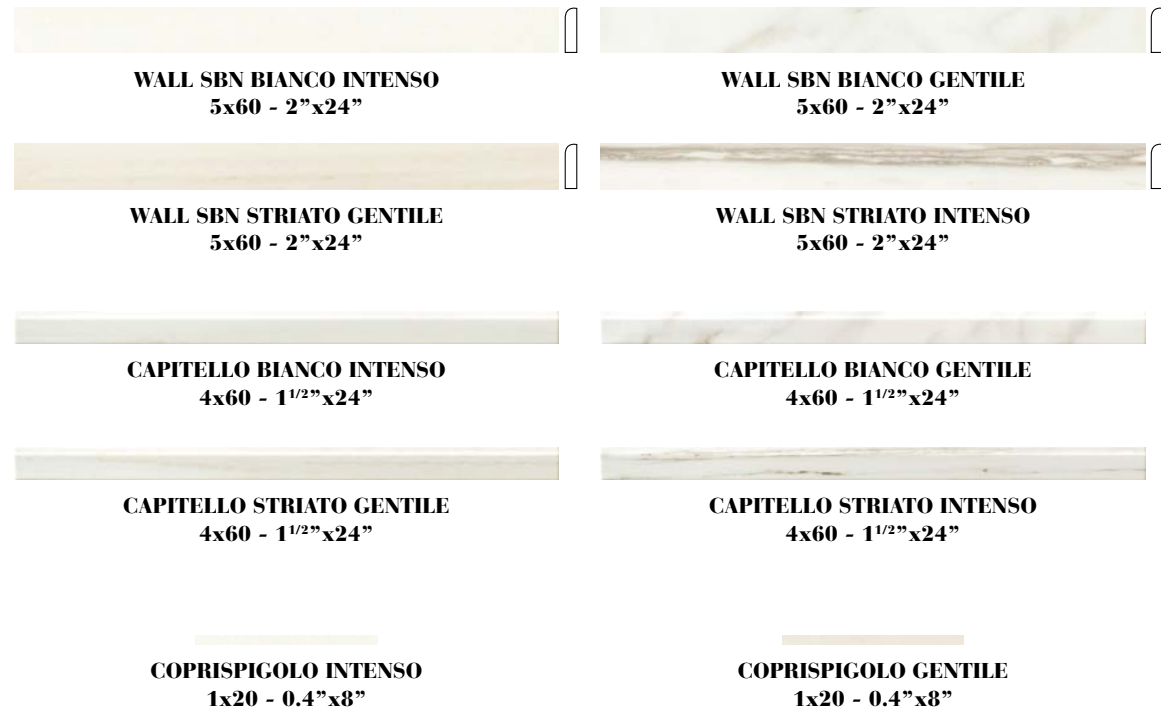 WALL SBN BIANCO INTENSO
5x60 - 2”x24”
WALL SBN BIANCO GENTILE
5x60 - 2”x24”
WALL SBN STRIATO GENTILE
5x60 - 2”x24”
WALL SBN STRIATO INTENSO
5x60 - 2”x24”
CAPITELLO BIANCO INTENSO
4x60 - 1¹/²”x24”
CAPITELLO BIANCO GENTILE
4x60 - 1¹/²”x24”
CAPITELLO STRIATO GENTILE
4x60 - 1¹/²”x24”
CAPITELLO STRIATO INTENSO
4x60 - 1¹/²”x24”
COPRISPIGOLO INTENSO
1x20 - 0.4”x8”
COPRISPIGOLO GENTILE
1x20 - 0.4”x8”